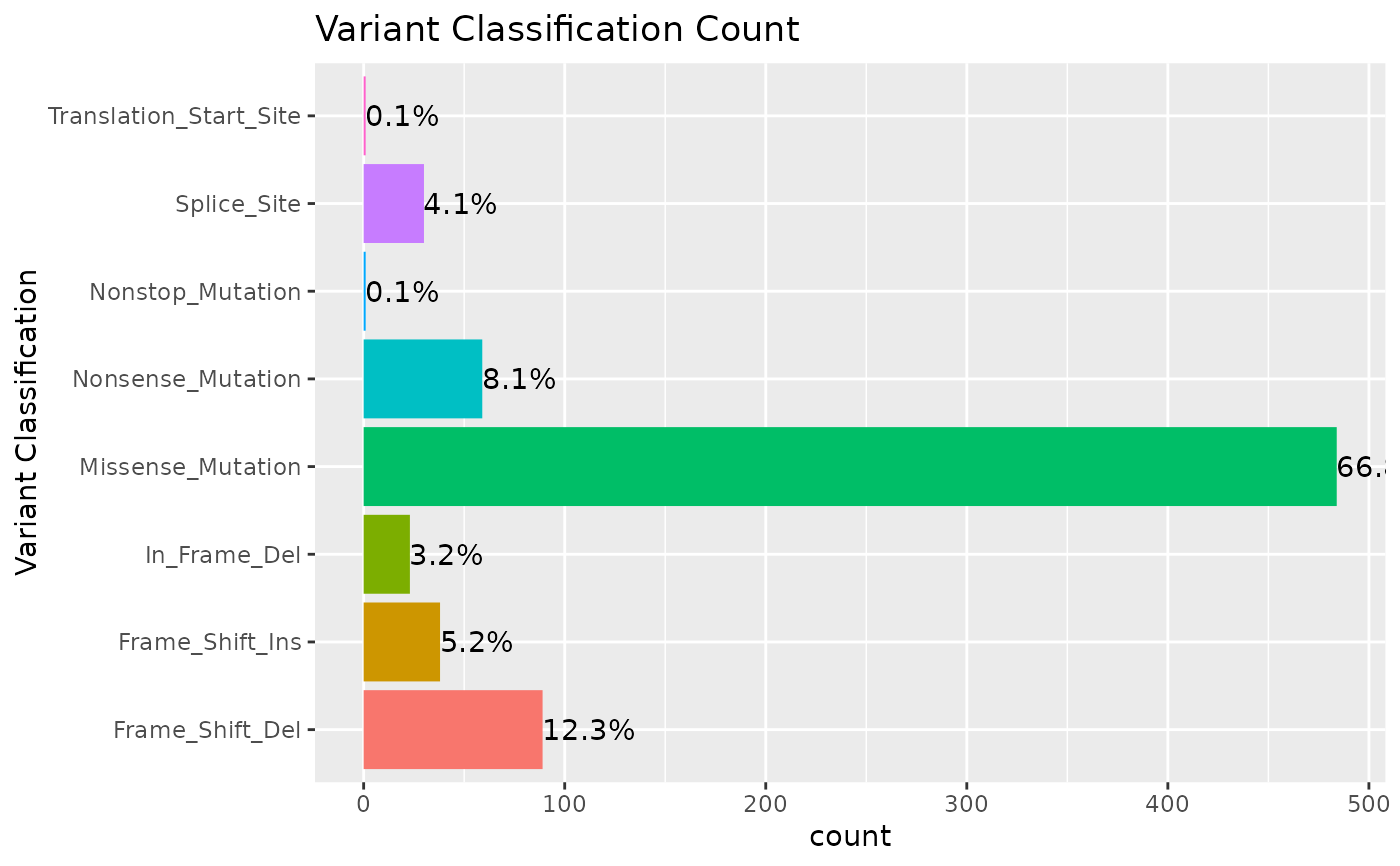 Variant Classification Count
Translation_Start_Site
0.1%
Splice_Site
4.1%
Nonstop_Mutation
0.1%
Nonsense_Mutation
8.1%
Missense_Mutation
66.
In_Frame_Del
3.2%
Frame_Shift_Ins
5.2%
Frame_Shift_Del
12.3%
Variant Classification
0 100 200 300 400 500
count